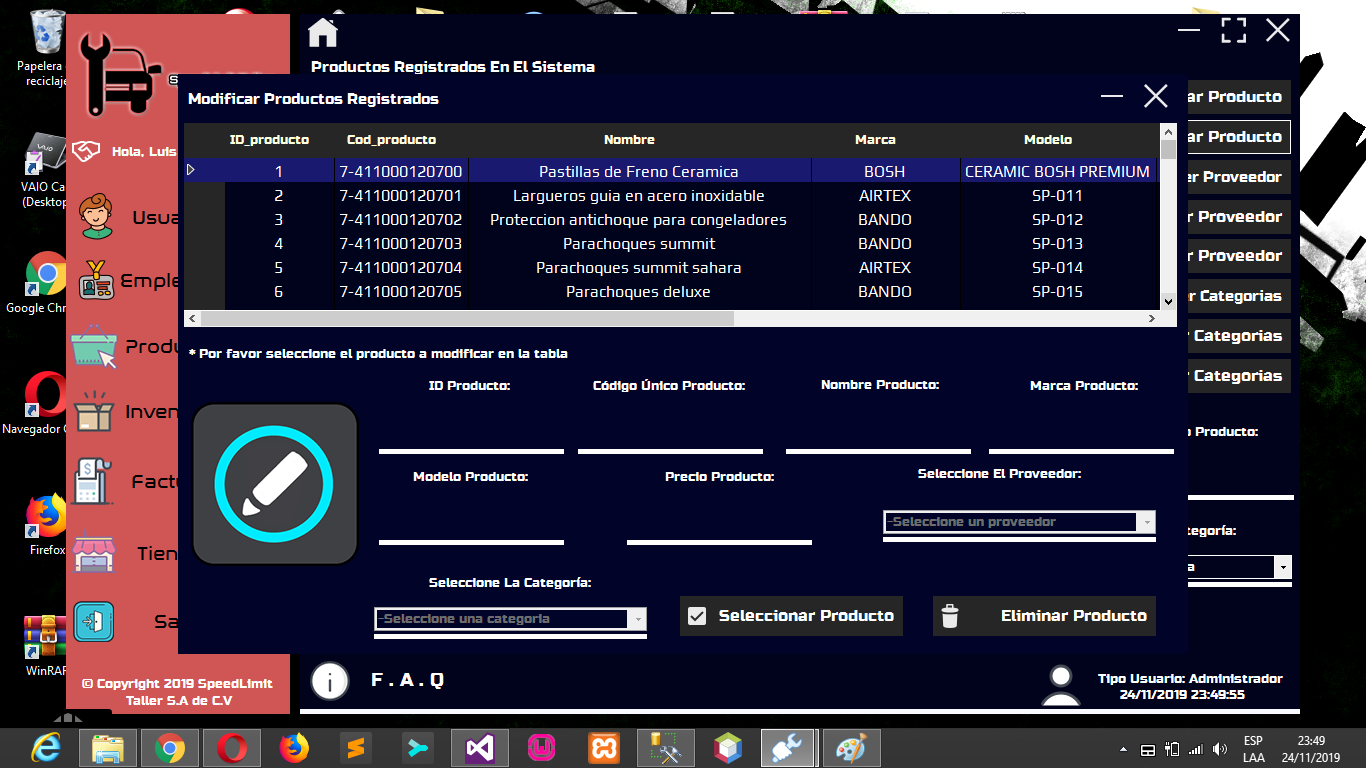 Papelera
reciclaje
VAIO Ca
(Desktop
Google Chr
Navegador
Firefox
WinRAR
Hola, Luis
Usua
Emple
Produ
Inven
Factu
Tien
Sa
© Copyright 2019 SpeedLimit
Taller S.A de C.V
Productos Registrados En El Sistema
ar Producto
ar Producto
er Proveedor
r Proveedor
r Proveedor
er Categorias
r Categorias
r Categorias
Producto:
tegoría:
a
Modificar Productos Registrados
ID_producto Cod_producto Nombre Marca Modelo
1 7-411000120700 Pastillas de Freno Ceramica BOSH CERAMIC BOSH PREMIUM
2 7-411000120701 Largueros guia en acero inoxidable AIRTEX SP-011
3 7-411000120702 Proteccion antichoque para congeladores BANDO SP-012
4 7-411000120703 Parachoques summit BANDO SP-013
5 7-411000120704 Parachoques summit sahara AIRTEX SP-014
6 7-411000120705 Parachoques deluxe BANDO SP-015
* Por favor seleccione el producto a modificar en la tabla
ID Producto: Código Único Producto: Nombre Producto: Marca Producto:
Modelo Producto: Precio Producto: Seleccione El Proveedor:
-Seleccione un proveedor
Seleccione La Categoría:
-Seleccione una categoria
Seleccionar Producto
Eliminar Producto
F . A . Q
Tipo Usuario: Administrador
24/11/2019 23:49:55
ESP
LAA
23:49
24/11/2019